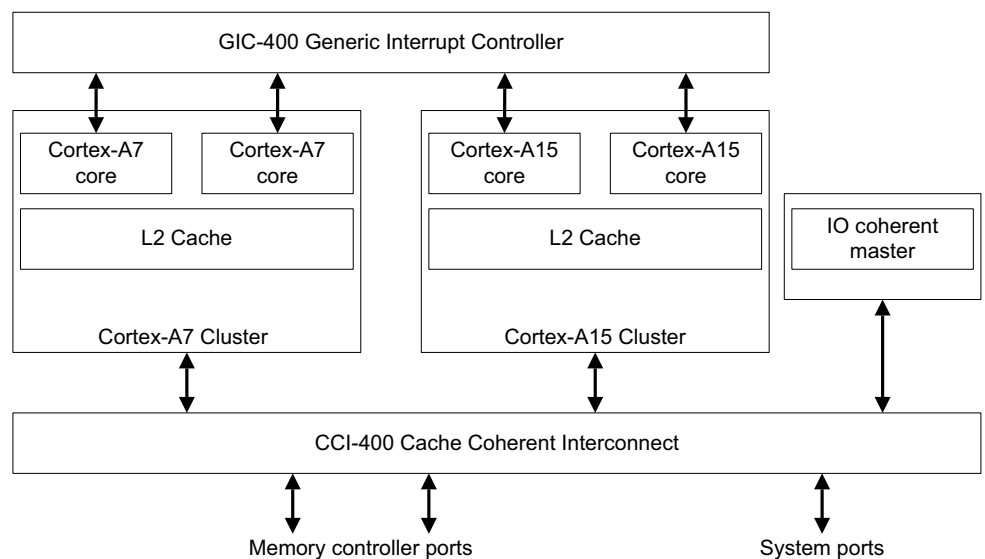 GIC-400 Generic Interrupt Controller
Cortex-A7
core
Cortex-A7
core
Cortex-A15
core
Cortex-A15
core
L2 Cache
L2 Cache
IO coherent
master
Cortex-A7 Cluster
Cortex-A15 Cluster
CCI-400 Cache Coherent Interconnect
Memory controller ports
System ports